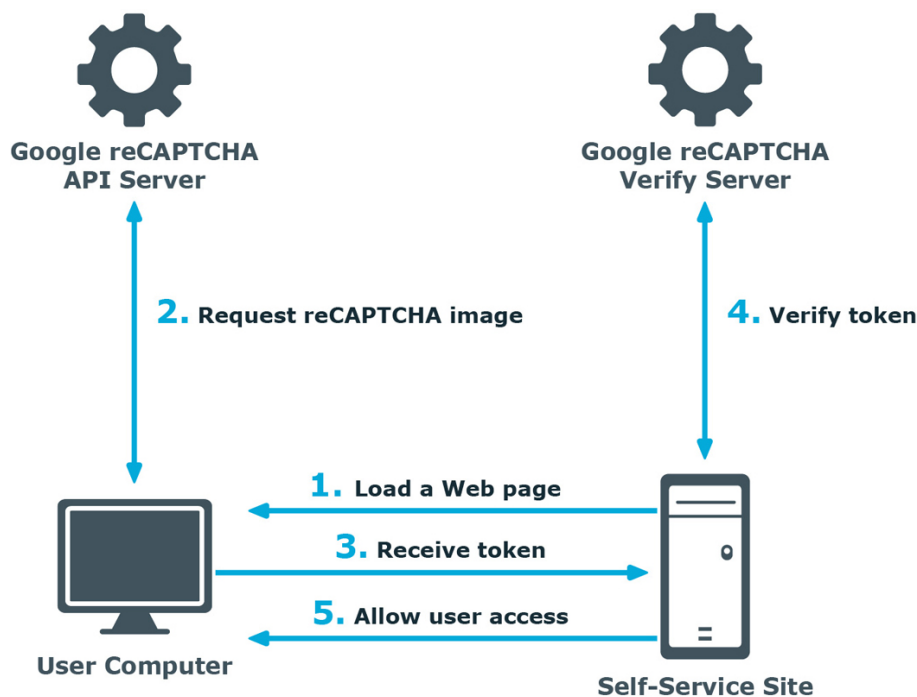 Google reCAPTCHA
API Server
Google reCAPTCHA
Verify Server
2. Request reCAPTCHA image
4. Verify token
1. Load a Web page
3. Receive token
5. Allow user access
User Computer
Self-Service Site